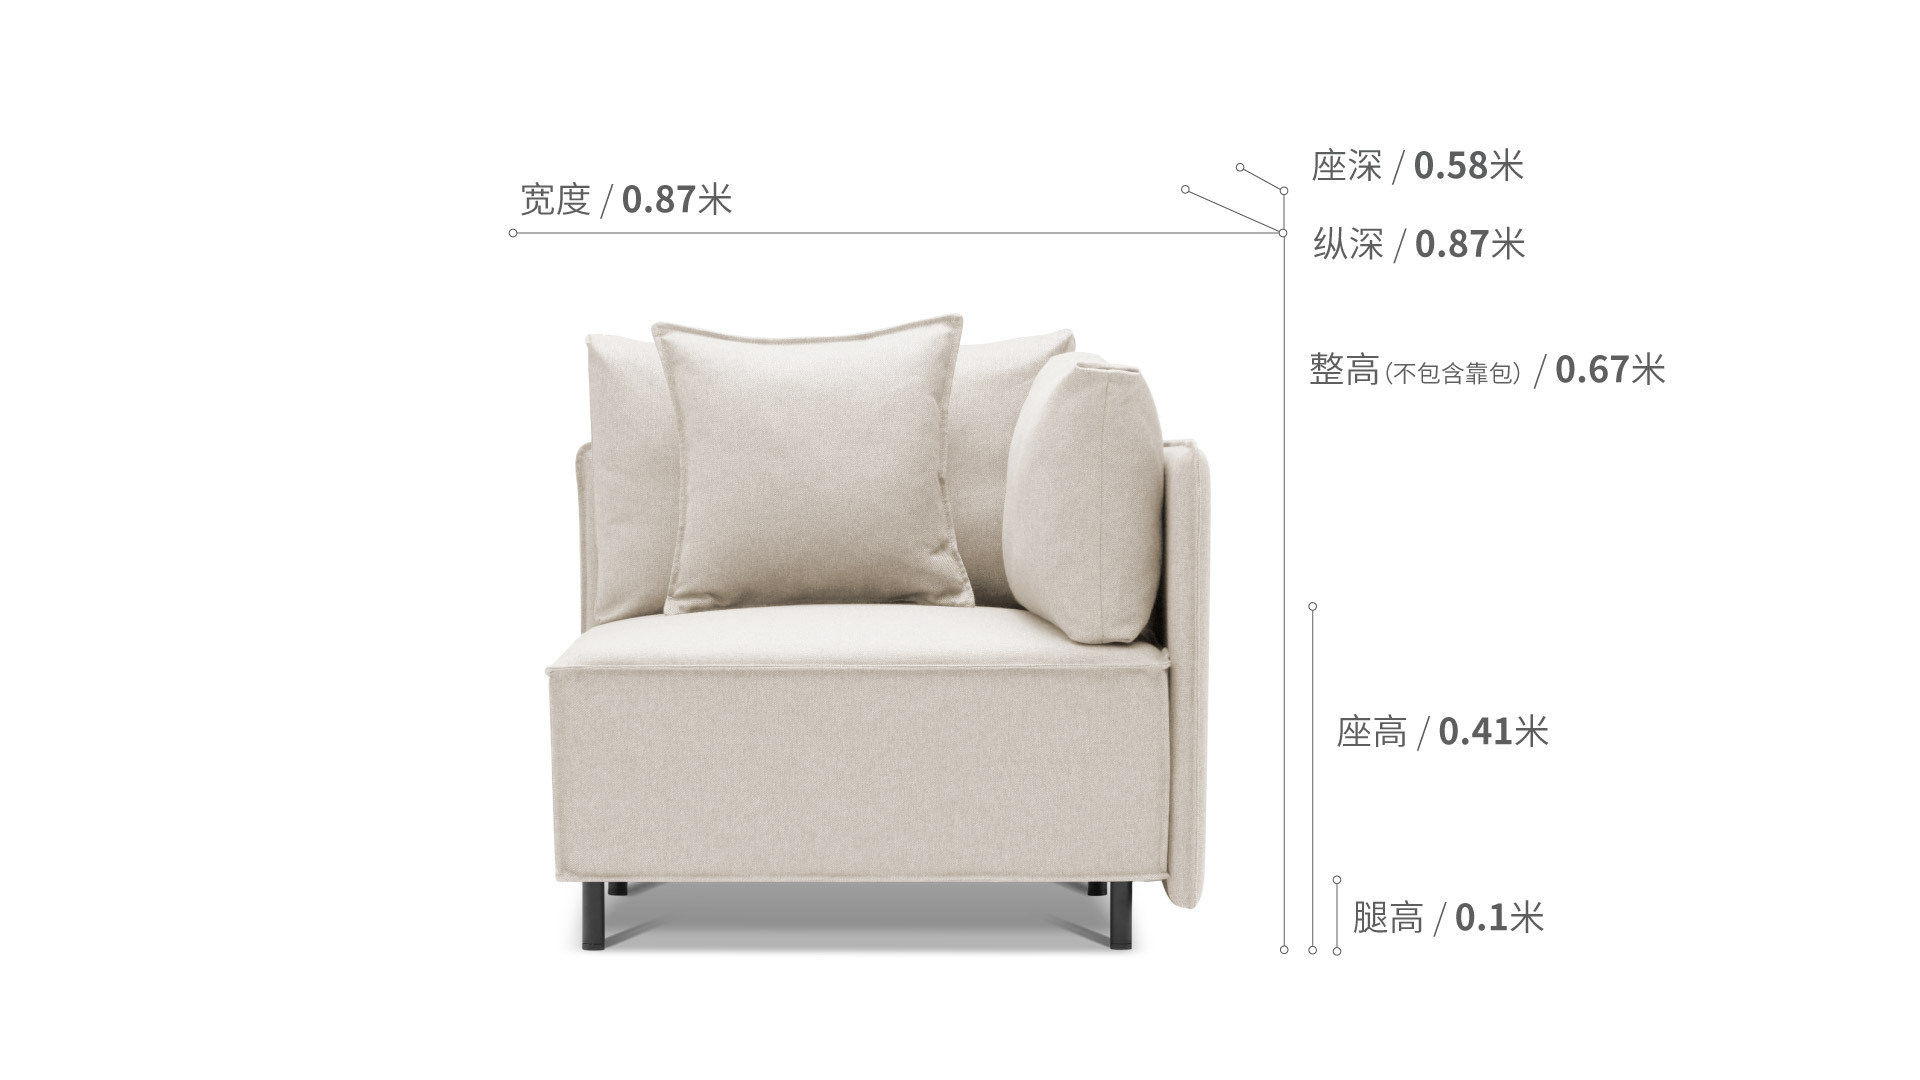 座深 / 0.58米
宽度 / 0.87米
纵深 / 0.87米
整高(不包含靠包) / 0.67米
座高 / 0.41米
腿高 / 0.1米